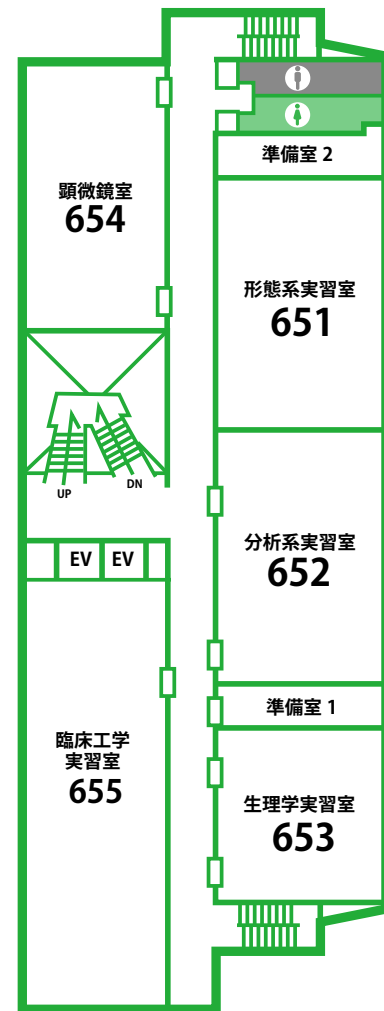 準備室 2
顕微鏡室
654
形態系実習室
651
UP
DN
分析系実習室
652
EV
EV
準備室 1
臨床工学
実習室
655
生理学実習室
653